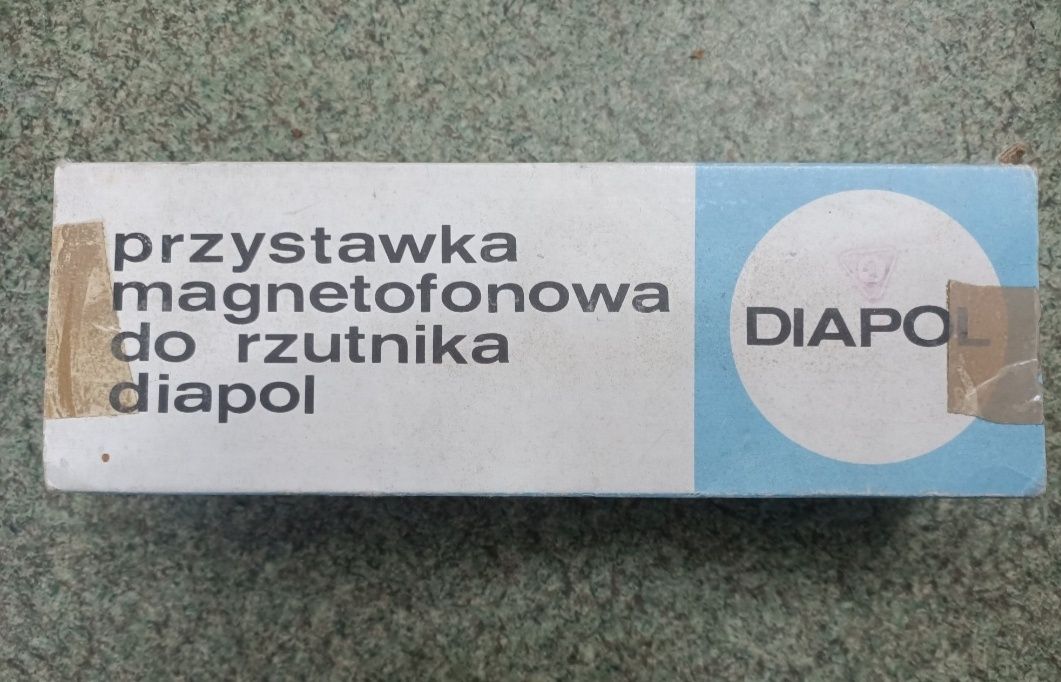 przystawka
magnetofonowa
do rzutnika
diapol
DIAPOL